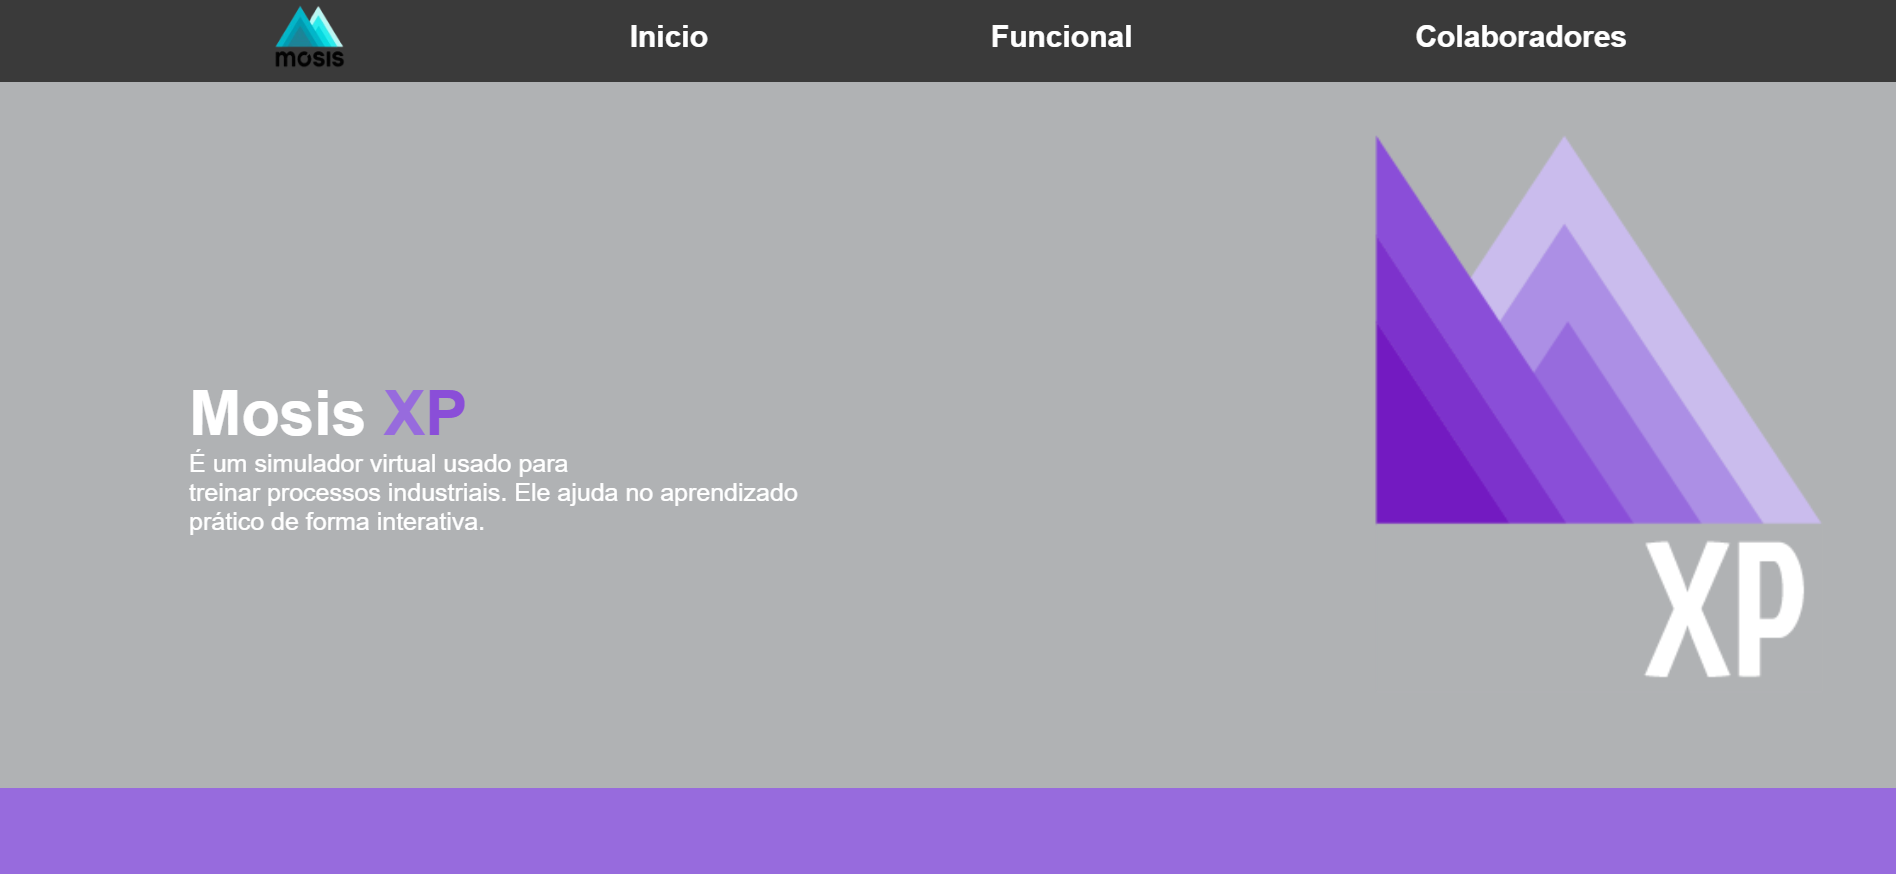 mosis
Inicio
Funcional
Colaboradores
Mosis XP
É um simulador virtual usado para
treinar processos industriais. Ele ajuda no aprendizado
prático de forma interativa.
XP